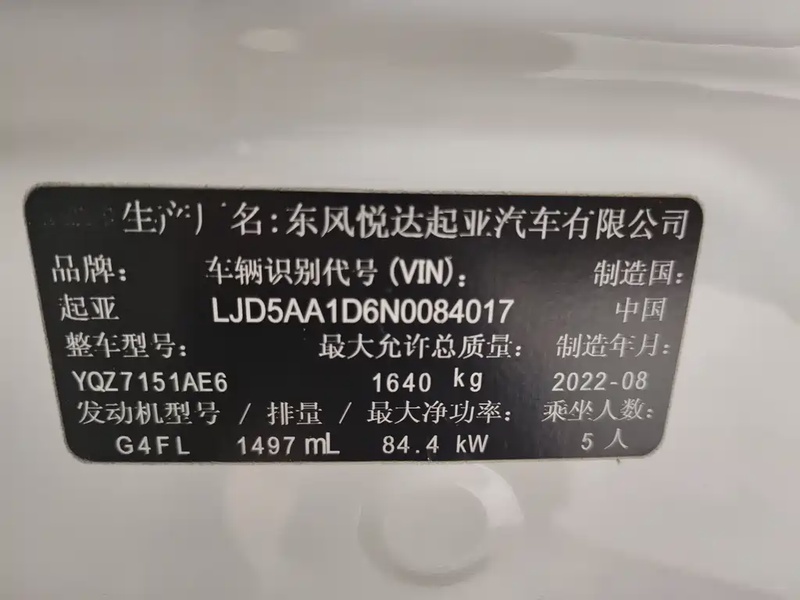 生产厂名:东风悦达起亚汽车有限公司
品牌: 车辆识别代号(VIN): 制造国:
起亚 LJD5AA1D6N0084017 中国
整车型号: 最大允许总质量: 制造年月:
YQZ7151AE6 1640 kg 2022-08
发动机型号 / 排量 / 最大净功率: 乘坐人数:
G4FL 1497 mL 84.4 kW 5 人